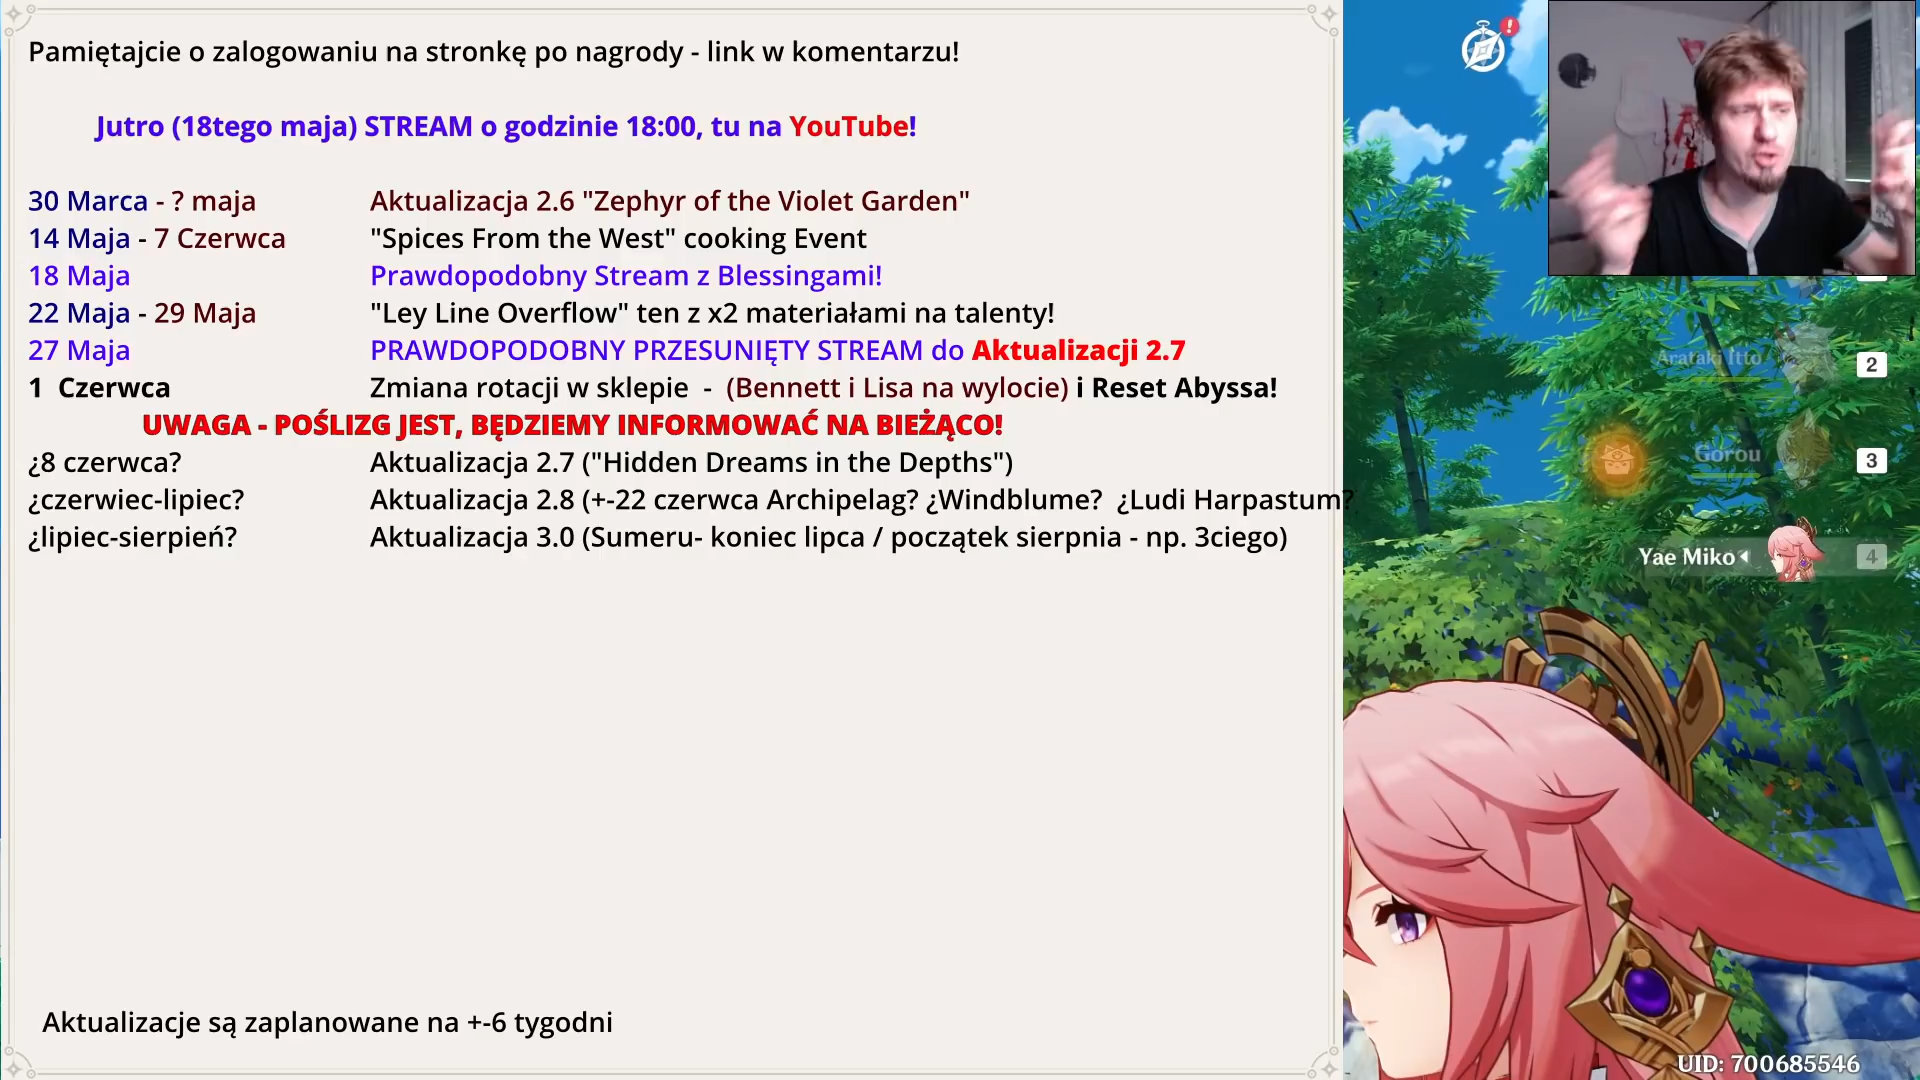 Pamiętajcie o zalogowaniu na stronkę po nagrody - link w komentarzu!
Jutro (18tego maja) STREAM o godzinie 18:00, tu na YouTube!
30 Marca - ? maja Aktualizacja 2.6 "Zephyr of the Violet Garden"
14 Maja - 7 Czerwca "Spices From the West" cooking Event
18 Maja Prawdopodobny Stream z Blessingami!
22 Maja - 29 Maja "Ley Line Overflow" ten z x2 materiałami na talenty!
27 Maja PRAWDOPODOBNY PRZESUNIĘTY STREAM do Aktualizacji 2.7
1 Czerwca Zmiana rotacji w sklepie - (Bennett i Lisa na wylocie) i Reset Abyssa!
UWAGA - POŚLIZG JEST, BĘDZIEMY INFORMOWAĆ NA BIEŻĄCO!
¿8 czerwca? Aktualizacja 2.7 ("Hidden Dreams in the Depths")
¿czerwiec-lipiec? Aktualizacja 2.8 (+-22 czerwca Archipelag? ¿Windblume? ¿Ludi Harpastum?
¿lipiec-sierpień? Aktualizacja 3.0 (Sumeru- koniec lipca / początek sierpnia - np. 3ciego)
Aktualizacje są zaplanowane na +-6 tygodni
Arataki Itto 2
Gorou 3
Yae Miko 4
UID: 700685546